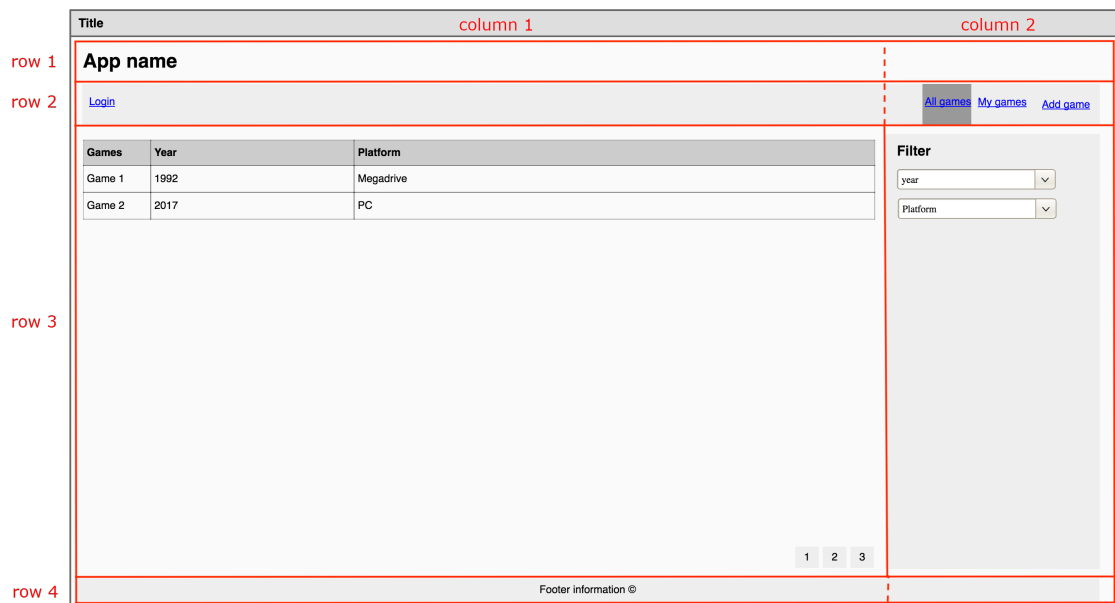 Title
column 1
column 2
row 1
App name
row 2
Login
All games My games Add game
Games Year Platform
Filter
Game 1 1992 Megadrive
year
Game 2 2017 PC
Platform
row 3
1 2 3
row 4
Footer information ©